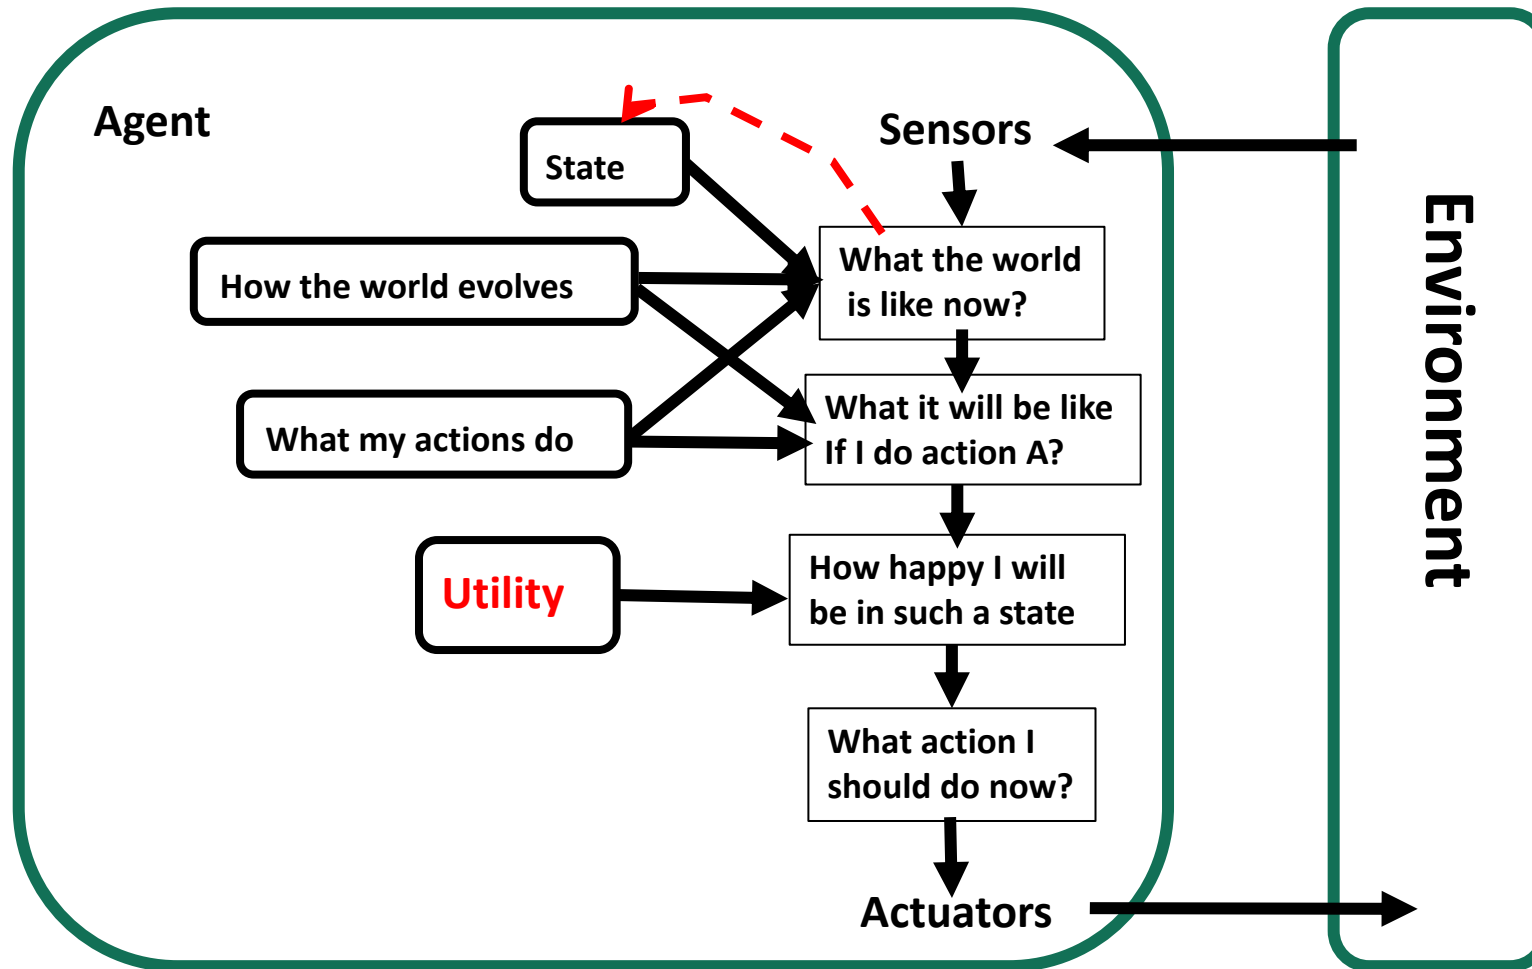 Agent
Sensors
State
How the world evolves
What the world
is like now?
What my actions do
What it will be like
If I do action A?
Utility
How happy I will
be in such a state
What action I
should do now?
Actuators
Environment